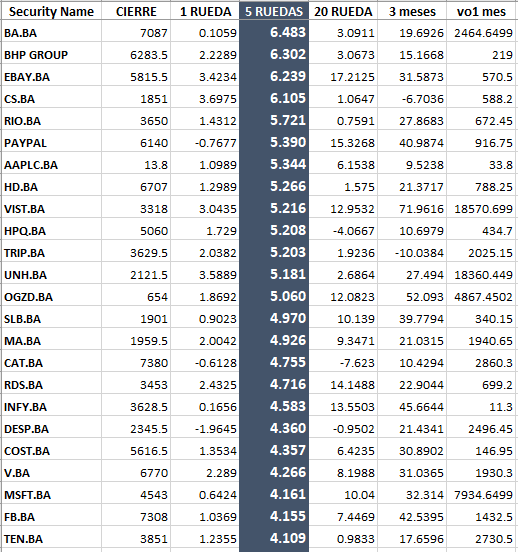 Security Name CIERRE 1 RUEDA 5 RUEDAS 20 RUEDA 3 meses vo1 mes
BA.BA 7087 0.1059 6.483 3.0911 19.6926 2464.6499
BHP GROUP 6283.5 2.2289 6.302 3.0673 15.1668 219
EBAY.BA 5815.5 3.4234 6.239 17.2125 31.5873 570.5
CS.BA 1851 3.6975 6.105 1.0647 -6.7036 588.2
RIO.BA 3650 1.4312 5.721 0.7591 27.8683 672.45
PAYPAL 6140 -0.7677 5.390 15.3268 40.9874 916.75
AAPLC.BA 13.8 1.0989 5.344 6.1538 9.5238 33.8
HD.BA 6707 1.2989 5.266 1.575 21.3717 788.25
VIST.BA 3318 3.0435 5.216 12.9532 71.9616 18570.699
HPQ.BA 5060 1.729 5.208 -4.0667 10.6979 434.7
TRIP.BA 3629.5 2.0382 5.203 1.9236 -10.0384 2025.15
UNH.BA 2121.5 3.5889 5.181 2.6864 27.494 18360.449
OGZD.BA 654 1.8692 5.060 12.0823 52.093 4867.4502
SLB.BA 1901 0.9023 4.970 10.139 39.7794 340.15
MA.BA 1959.5 2.0042 4.926 9.3471 21.0315 1940.65
CAT.BA 7380 -0.6128 4.755 -7.623 10.4294 2860.3
RDS.BA 3453 2.4325 4.716 14.1488 22.9044 699.2
INFY.BA 3628.5 0.1656 4.583 13.5503 45.6644 11.3
DESP.BA 2345.5 -1.9645 4.360 -0.9502 21.4341 2496.45
COST.BA 5616.5 1.3534 4.357 6.4235 30.8902 146.95
V.BA 6770 2.289 4.266 8.1988 31.0365 1930.3
MSFT.BA 4543 0.6424 4.161 10.04 32.314 7934.6499
FB.BA 7308 1.0369 4.155 7.4469 42.5395 1432.5
TEN.BA 3851 1.2355 4.109 0.9833 17.6596 2730.5